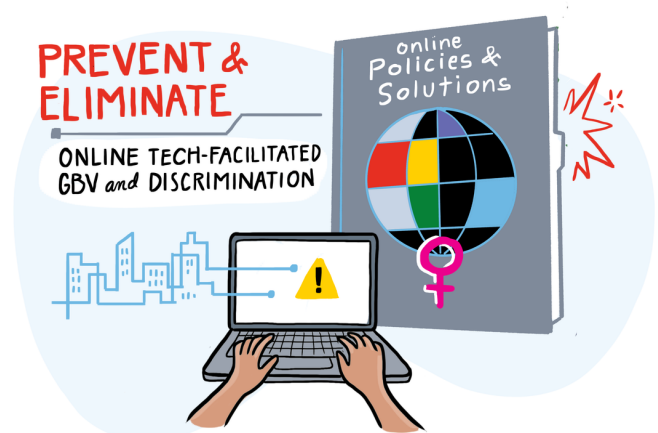 PREVENT &
ELIMINATE
ONLINE TECH-FACILITATED
GBV and DISCRIMINATION
online
Policies &
Solutions
!